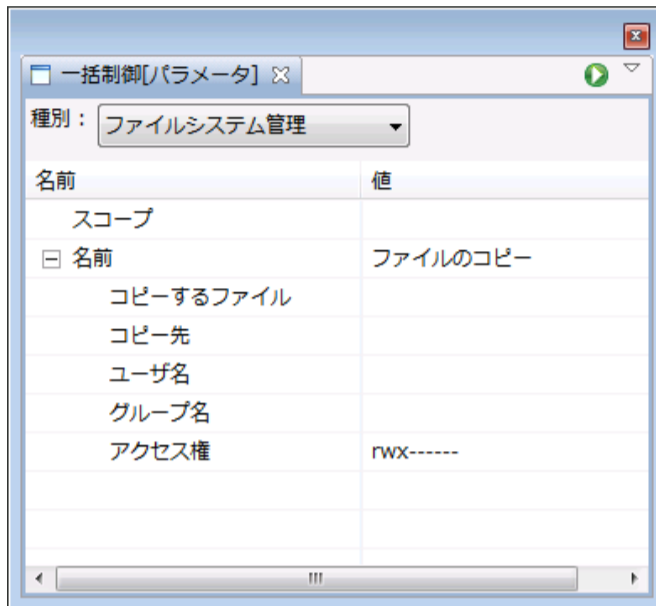 一括制御[パラメータ]
種別： ファイルシステム管理
名前 値
スコープ
名前 ファイルのコピー
コピーするファイル
コピー先
ユーザ名
グループ名
アクセス権 rwx------